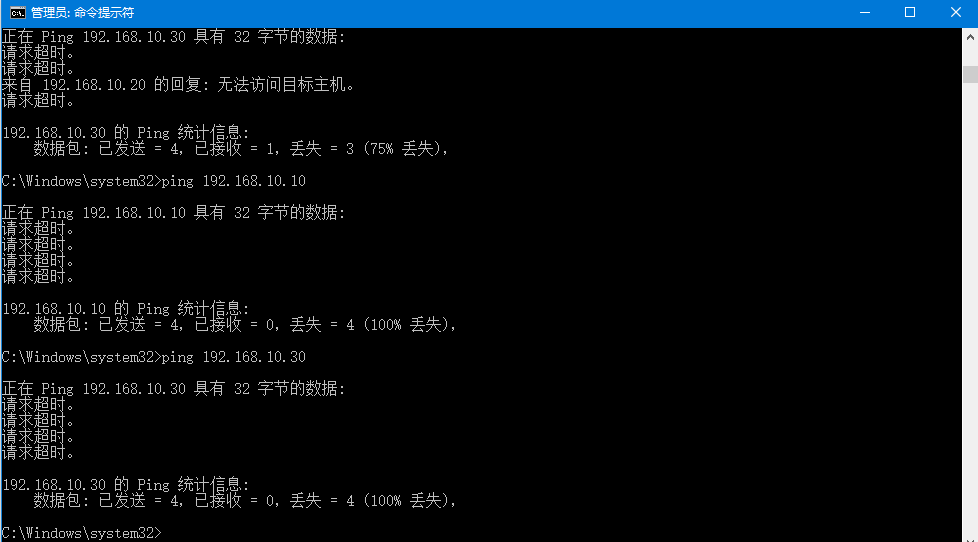 管理员: 命令提示符
正在 Ping 192.168.10.30 具有 32 字节的数据:
请求超时。
请求超时。
来自 192.168.10.20 的回复: 无法访问目标主机。
请求超时。
192.168.10.30 的 Ping 统计信息:
数据包: 已发送 = 4, 已接收 = 1, 丢失 = 3 (75% 丢失),
C:\Windows\system32>ping 192.168.10.10
正在 Ping 192.168.10.10 具有 32 字节的数据:
请求超时。
请求超时。
请求超时。
请求超时。
192.168.10.10 的 Ping 统计信息:
数据包: 已发送 = 4, 已接收 = 0, 丢失 = 4 (100% 丢失),
C:\Windows\system32>ping 192.168.10.30
正在 Ping 192.168.10.30 具有 32 字节的数据:
请求超时。
请求超时。
请求超时。
请求超时。
192.168.10.30 的 Ping 统计信息:
数据包: 已发送 = 4, 已接收 = 0, 丢失 = 4 (100% 丢失),
C:\Windows\system32>